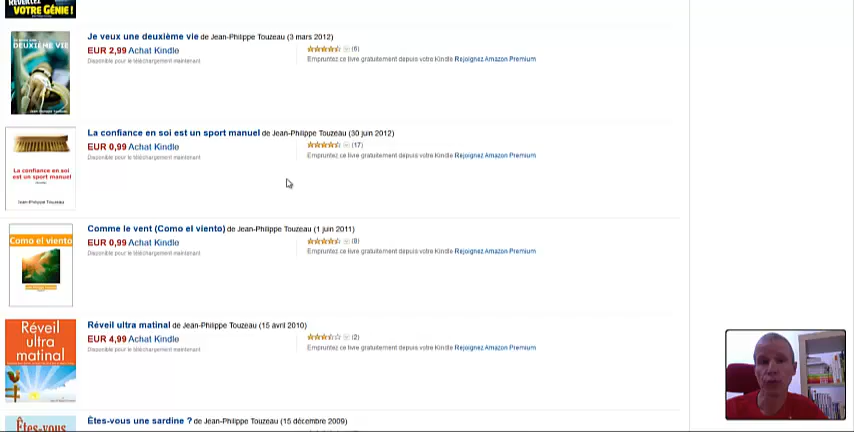 VOTRE GÉNIE !
Je veux une deuxième vie de Jean-Philippe Touzeau (3 mars 2012)
EUR 2,99 Achat Kindle
(6)
Disponible pour le téléchargement maintenant
Empruntez ce livre gratuitement depuis votre Kindle Rejoignez Amazon Premium
DEUXIÈME VIE
La confiance en soi est un sport manuel de Jean-Philippe Touzeau (30 juin 2012)
EUR 0,99 Achat Kindle
(17)
Disponible pour le téléchargement maintenant
Empruntez ce livre gratuitement depuis votre Kindle Rejoignez Amazon Premium
La confiance en soi
est un sport manuel
Jean-Philippe Touzeau
Comme le vent (Como el viento) de Jean-Philippe Touzeau (1 juin 2011)
EUR 0,99 Achat Kindle
(8)
Disponible pour le téléchargement maintenant
Empruntez ce livre gratuitement depuis votre Kindle Rejoignez Amazon Premium
Como el viento
Réveil ultra matinal de Jean-Philippe Touzeau (15 avril 2010)
EUR 4,99 Achat Kindle
(2)
Disponible pour le téléchargement maintenant
Empruntez ce livre gratuitement depuis votre Kindle Rejoignez Amazon Premium
Réveil
ultra
matinal
Êtes-vous une sardine ? de Jean-Philippe Touzeau (15 décembre 2009)
Êtes-vous